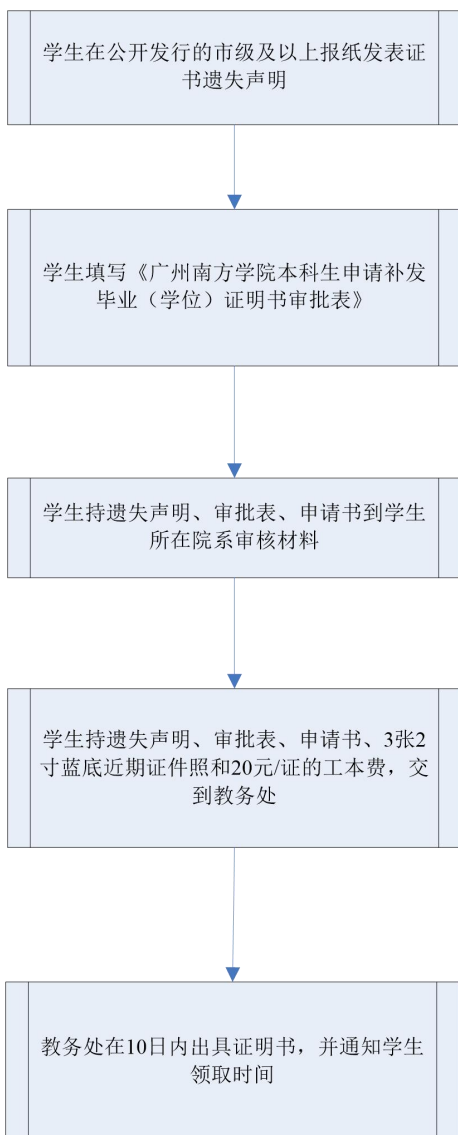 学生在公开发行的市级及以上报纸发表证
书遗失声明
学生填写《广州南方学院本科生申请补发
毕业（学位）证明书审批表》
学生持遗失声明、审批表、申请书到学生
所在院系审核材料
学生持遗失声明、审批表、申请书、3张2
寸蓝底近期证件照和20元/证的工本费，交
到教务处
教务处在10日内出具证明书，并通知学生
领取时间